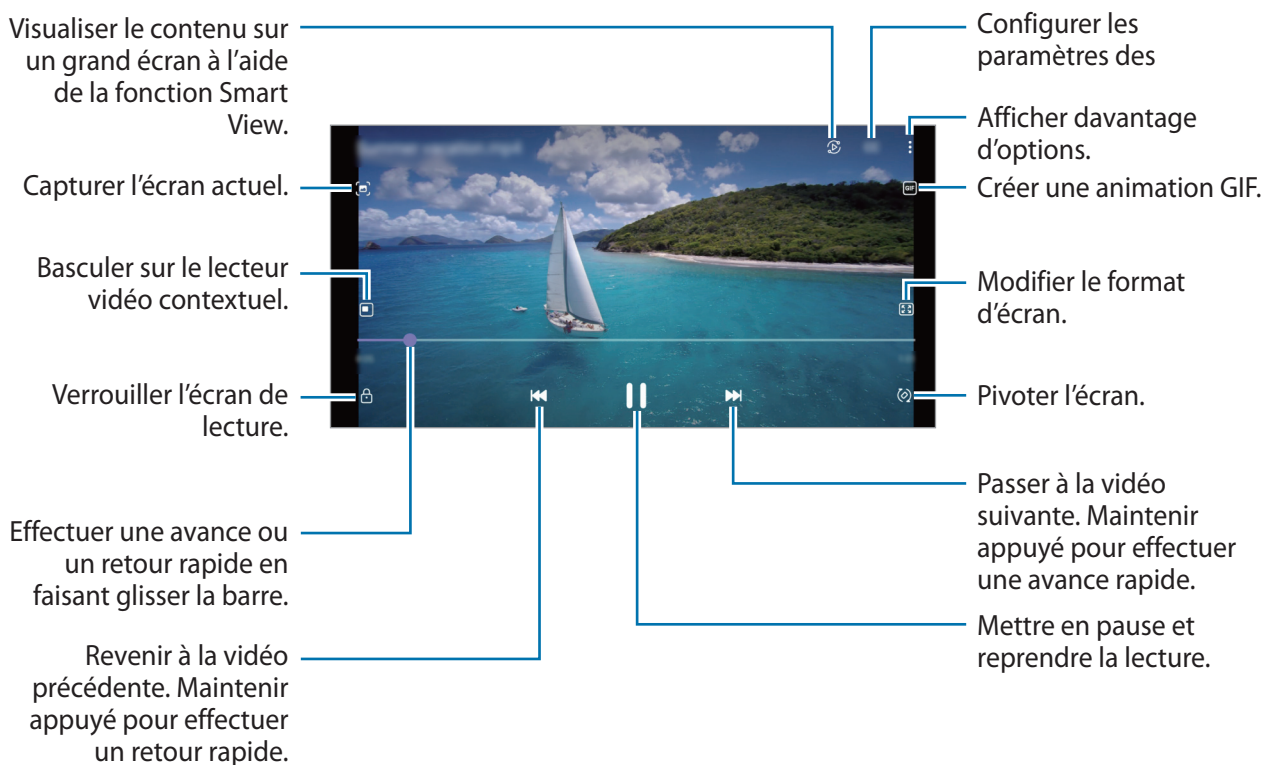 Visualiser le contenu sur
un grand écran à l'aide
de la fonction Smart
View.
Capturer l'écran actuel.
Basculer sur le lecteur
vidéo contextuel.
Verrouiller l'écran de
lecture.
Effectuer une avance ou
un retour rapide en
faisant glisser la barre.
Revenir à la vidéo
précédente. Maintenir
appuyé pour effectuer
un retour rapide.
Configurer les
paramètres des
Afficher davantage
d'options.
GIF
Créer une animation GIF.
Modifier le format
d'écran.
Pivoter l'écran.
Passer à la vidéo
suivante. Maintenir
appuyé pour effectuer
une avance rapide.
Mettre en pause et
reprendre la lecture.